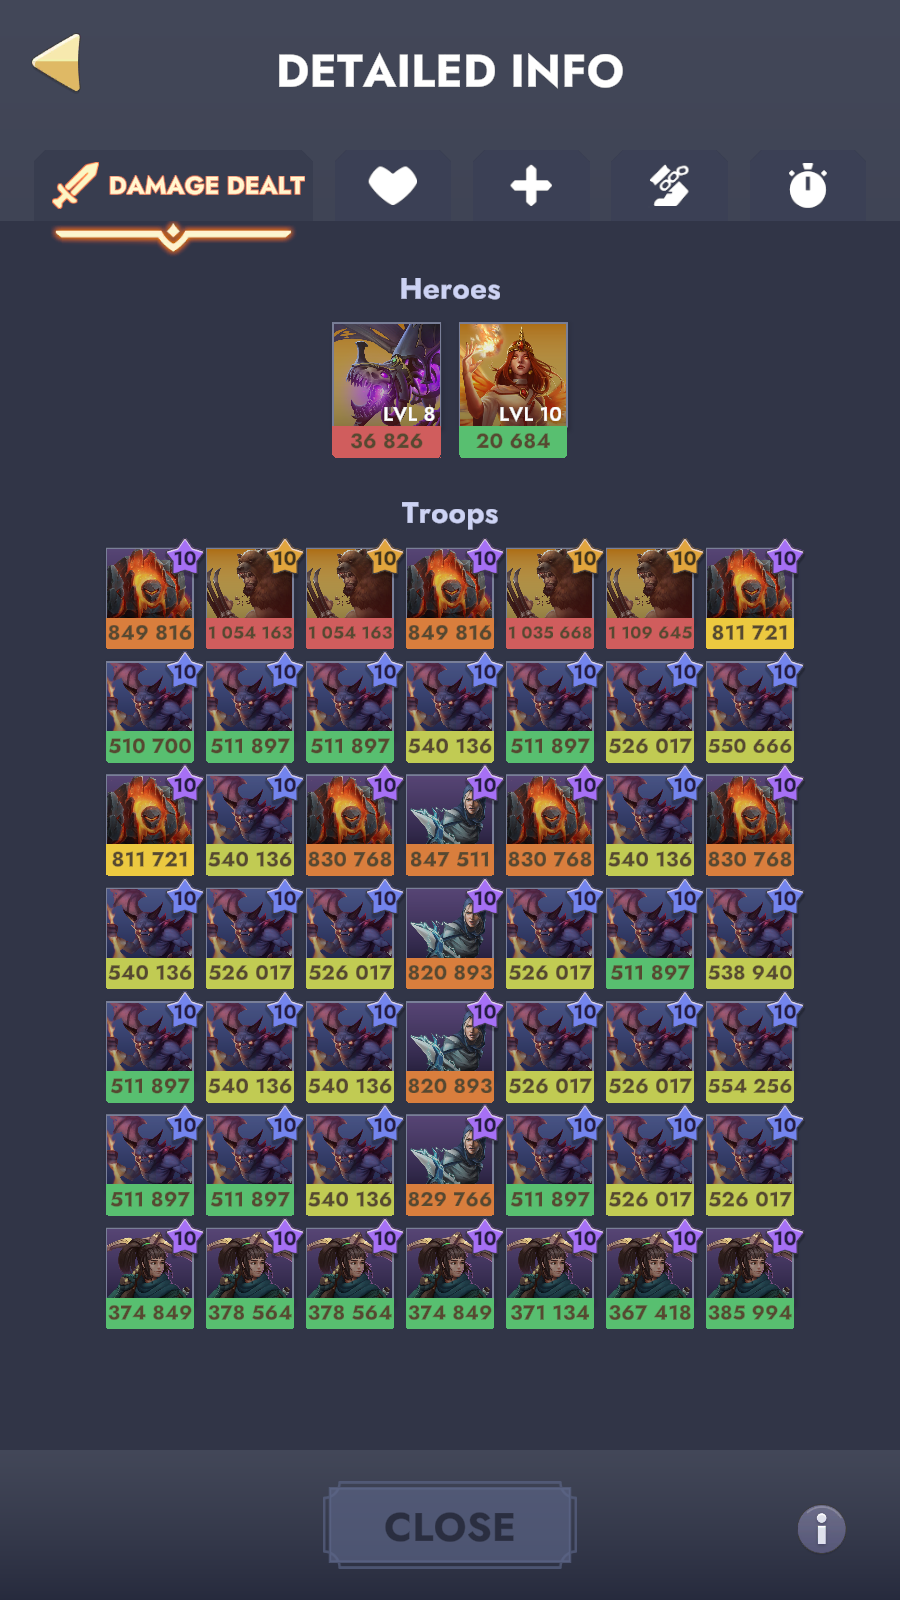 DETAILED INFO
DAMAGE DEALT
Heroes
LVL 8 LVL 10
36 826 20 684
Troops
10 10 10 10 10 10 10
849 816 1 054 163 1 054 163 849 816 1 035 668 1 109 645 811 721
10 10 10 10 10 10 10
510 700 511 897 511 897 540 136 511 897 526 017 550 666
10 10 10 10 10 10 10
811 721 540 136 830 768 847 511 830 768 540 136 830 768
10 10 10 10 10 10 10
540 136 526 017 526 017 820 893 526 017 511 897 538 940
10 10 10 10 10 10 10
511 897 540 136 540 136 820 893 526 017 526 017 554 256
10 10 10 10 10 10 10
511 897 511 897 540 136 829 766 511 897 526 017 526 017
10 10 10 10 10 10 10
374 849 378 564 378 564 374 849 371 134 367 418 385 994
CLOSE